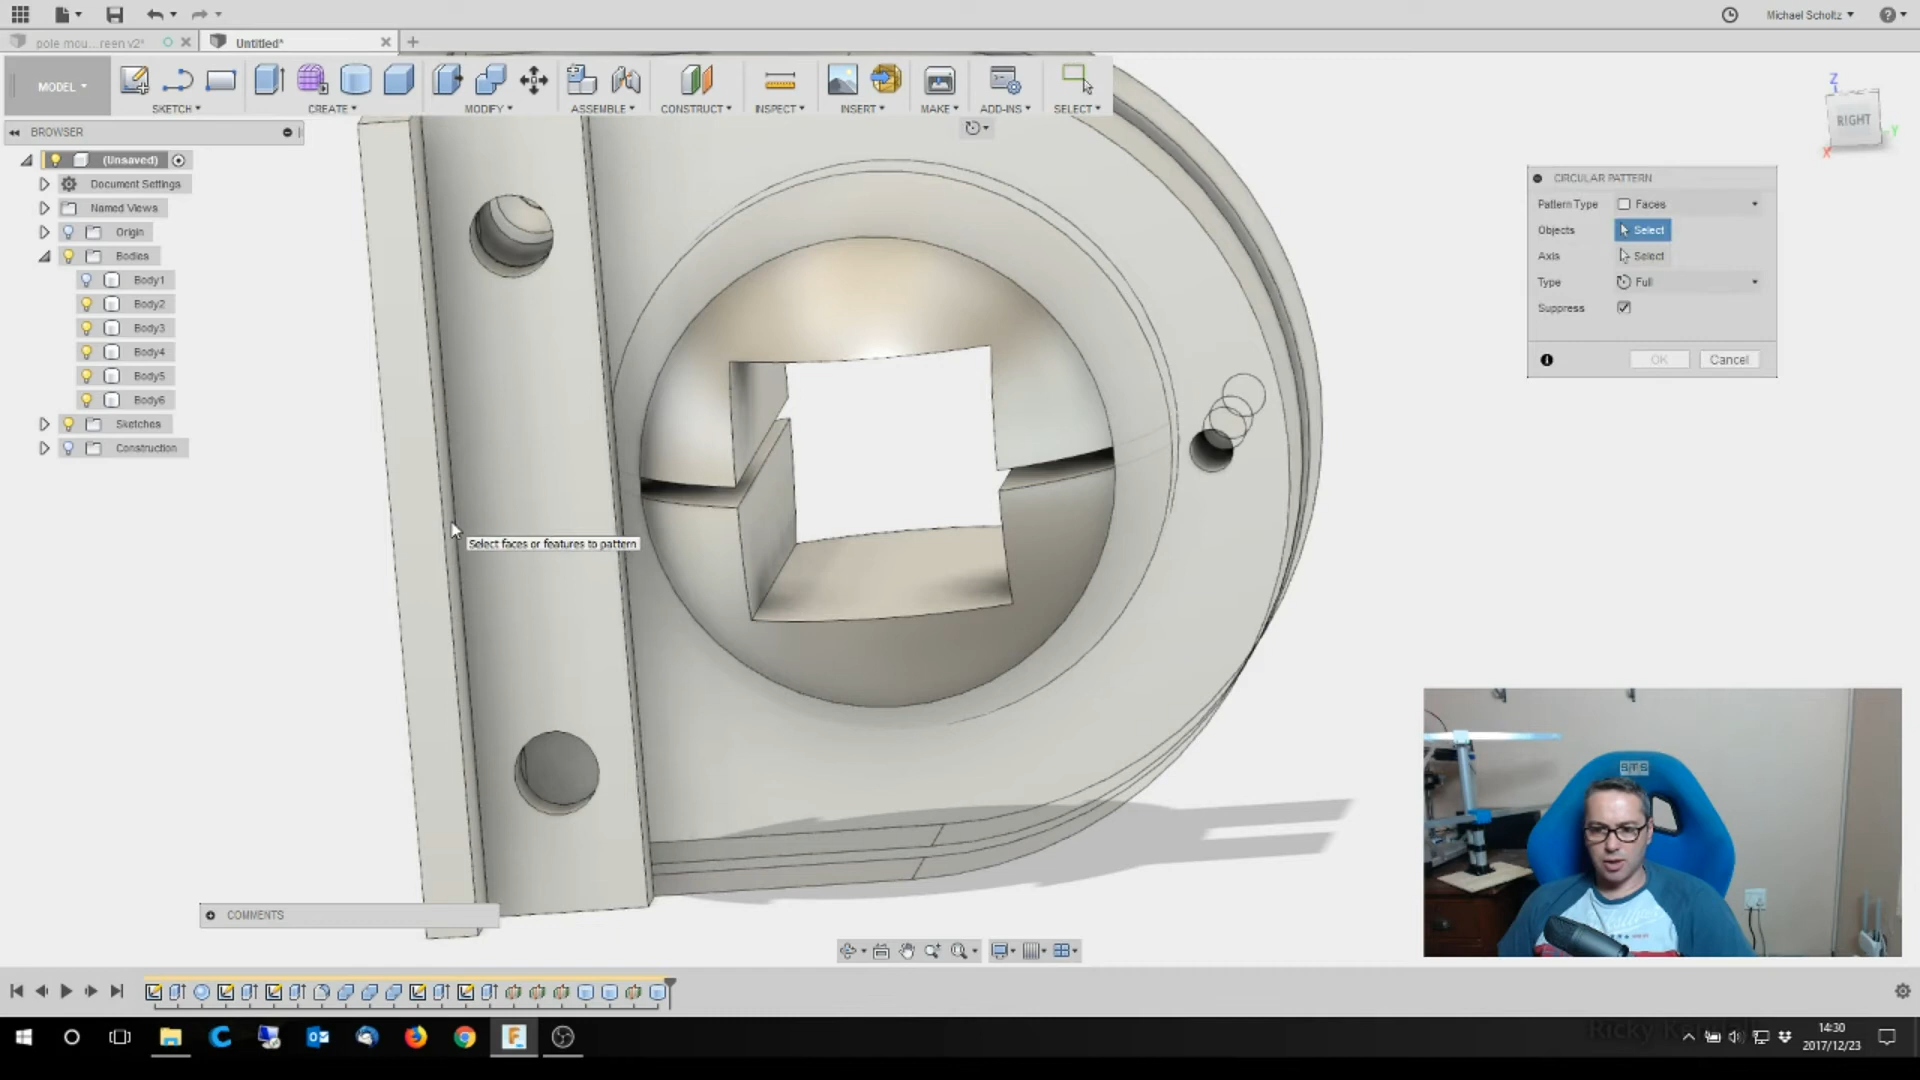 Michael Scholtz
pole mou...reen v2*
Untitled*
MODEL
SKETCH
CREATE
MODIFY
ASSEMBLE
CONSTRUCT
INSPECT
INSERT
MAKE
ADD-INS
SELECT
BROWSER
(Unsaved)
Document Settings
Named Views
Origin
Bodies
Body1
Body2
Body3
Body4
Body5
Body6
Sketches
Construction
Z
RIGHT
Y
X
CIRCULAR PATTERN
Pattern Type
Faces
Objects
Select
Axis
Select
Type
Full
Suppress
OK
Cancel
Select faces or features to pattern
COMMENTS
14:30
2017/12/23